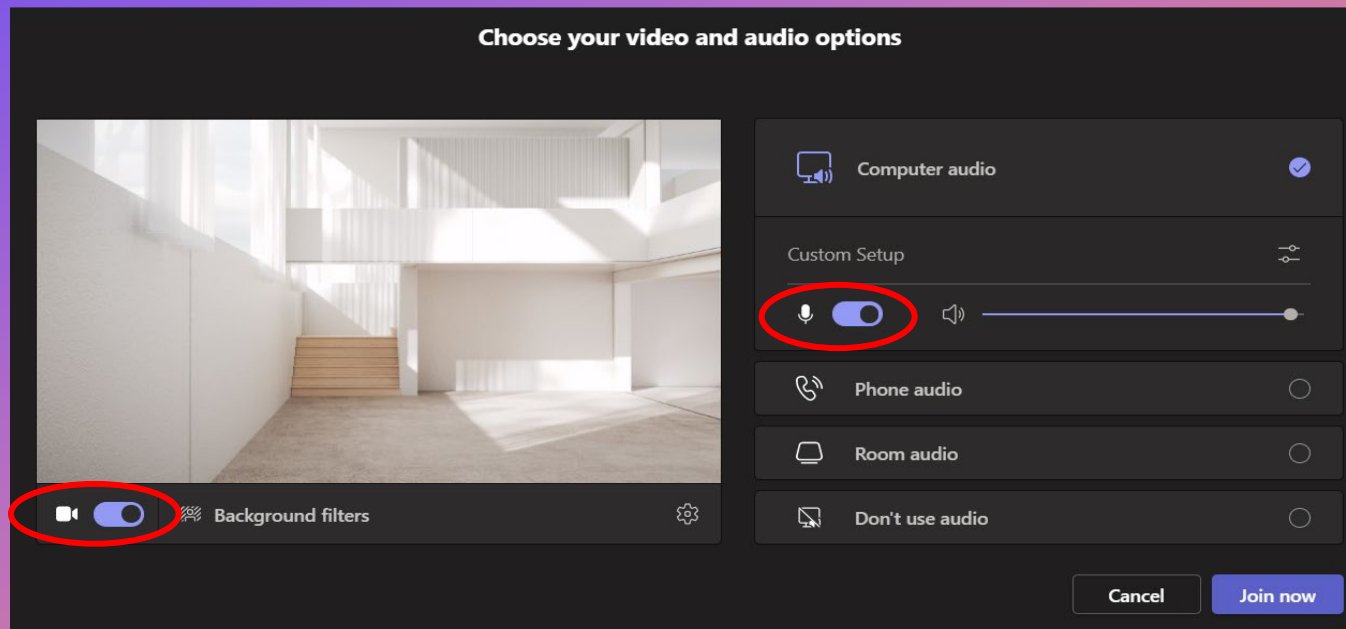 Choose your video and audio options
Computer audio
Custom Setup
Phone audio
Room audio
Don't use audio
Background filters
Cancel
Join now